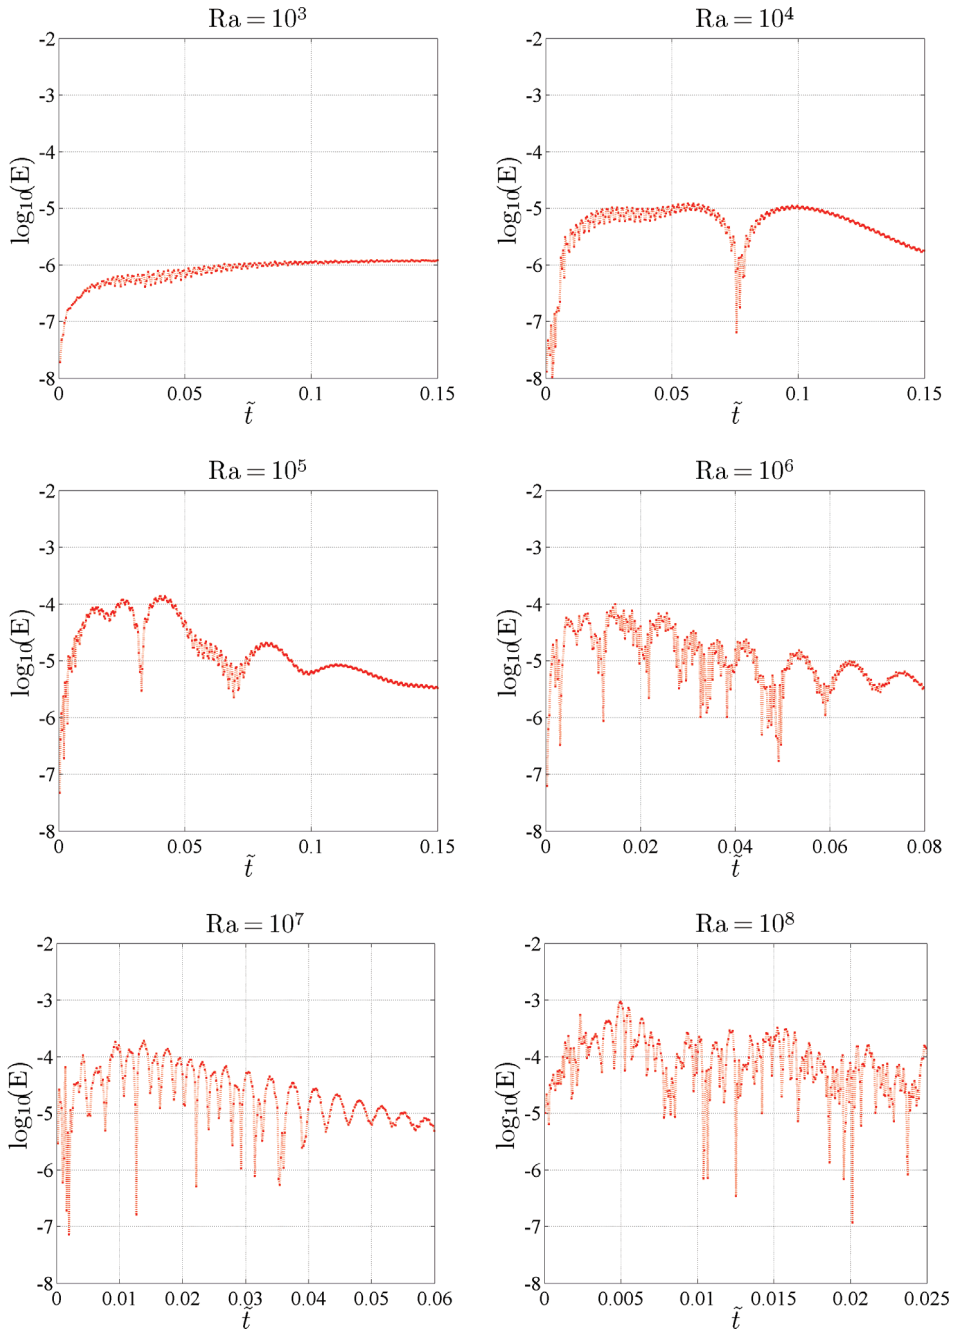 Ra = 10³ Ra = 10⁴
-2 -2
-3 -3
-4 -4
log₁₀(E) log₁₀(E)
-5 -5
-6 -6
-7 -7
-8 -8
0 0.05 0.1 0.15 0 0.05 0.1 0.15
t̃ t̃
Ra = 10⁵ Ra = 10⁶
-2 -2
-3 -3
-4 -4
log₁₀(E) log₁₀(E)
-5 -5
-6 -6
-7 -7
-8 -8
0 0.05 0.1 0.15 0 0.02 0.04 0.06 0.08
t̃ t̃
Ra = 10⁷ Ra = 10⁸
-2 -2
-3 -3
-4 -4
log₁₀(E) log₁₀(E)
-5 -5
-6 -6
-7 -7
-8 -8
0 0.01 0.02 0.03 0.04 0.05 0.06 0 0.005 0.01 0.015 0.02 0.025
t̃ t̃